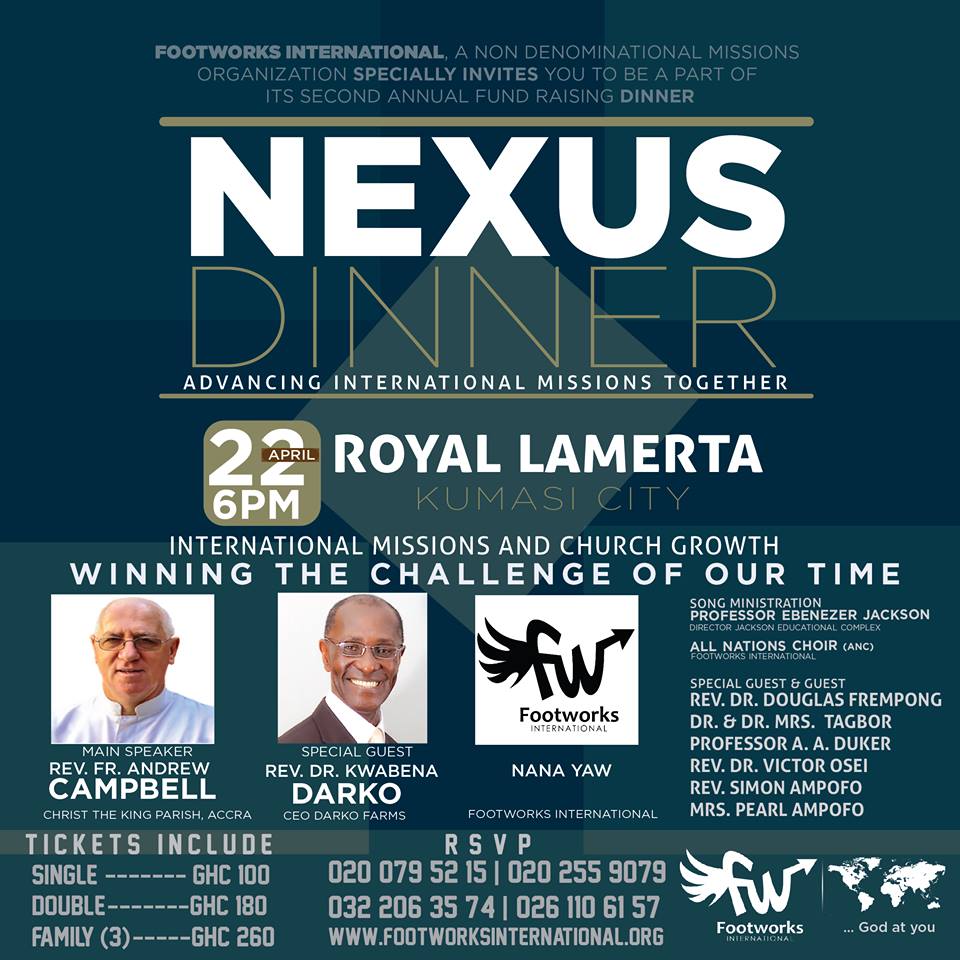 FOOTWORKS INTERNATIONAL, A NON DENOMINATIONAL MISSIONS
ORGANIZATION SPECIALLY INVITES YOU TO BE A PART OF
ITS SECOND ANNUAL FUND RAISING DINNER
NEXUS
DINNER
ADVANCING INTERNATIONAL MISSIONS TOGETHER
22
APRIL
6PM
ROYAL LAMERTA
KUMASI CITY
INTERNATIONAL MISSIONS AND CHURCH GROWTH
WINNING THE CHALLENGE OF OUR TIME
MAIN SPEAKER
REV. FR. ANDREW
CAMPBELL
CHRIST THE KING PARISH, ACCRA
SPECIAL GUEST
REV. DR. KWABENA
DARKO
CEO DARKO FARMS
fw
Footworks
INTERNATIONAL
NANA YAW
FOOTWORKS INTERNATIONAL
SONG MINISTRATION
PROFESSOR EBENEZER JACKSON
DIRECTOR JACKSON EDUCATIONAL COMPLEX
ALL NATIONS CHOIR (ANC)
FOOTWORKS INTERNATIONAL
SPECIAL GUEST & GUEST
REV. DR. DOUGLAS FREMPONG
DR. & DR. MRS. TAGBOR
PROFESSOR A. A. DUKER
REV. DR. VICTOR OSEI
REV. SIMON AMPOFO
MRS. PEARL AMPOFO
TICKETS INCLUDE
SINGLE ------- GHC 100
DOUBLE-------GHC 180
FAMILY (3)-----GHC 260
RSVP
020 079 52 15 | 020 255 9079
032 206 35 74 | 026 110 61 57
WWW.FOOTWORKSINTERNATIONAL.ORG
fw
Footworks
INTERNATIONAL
... God at you